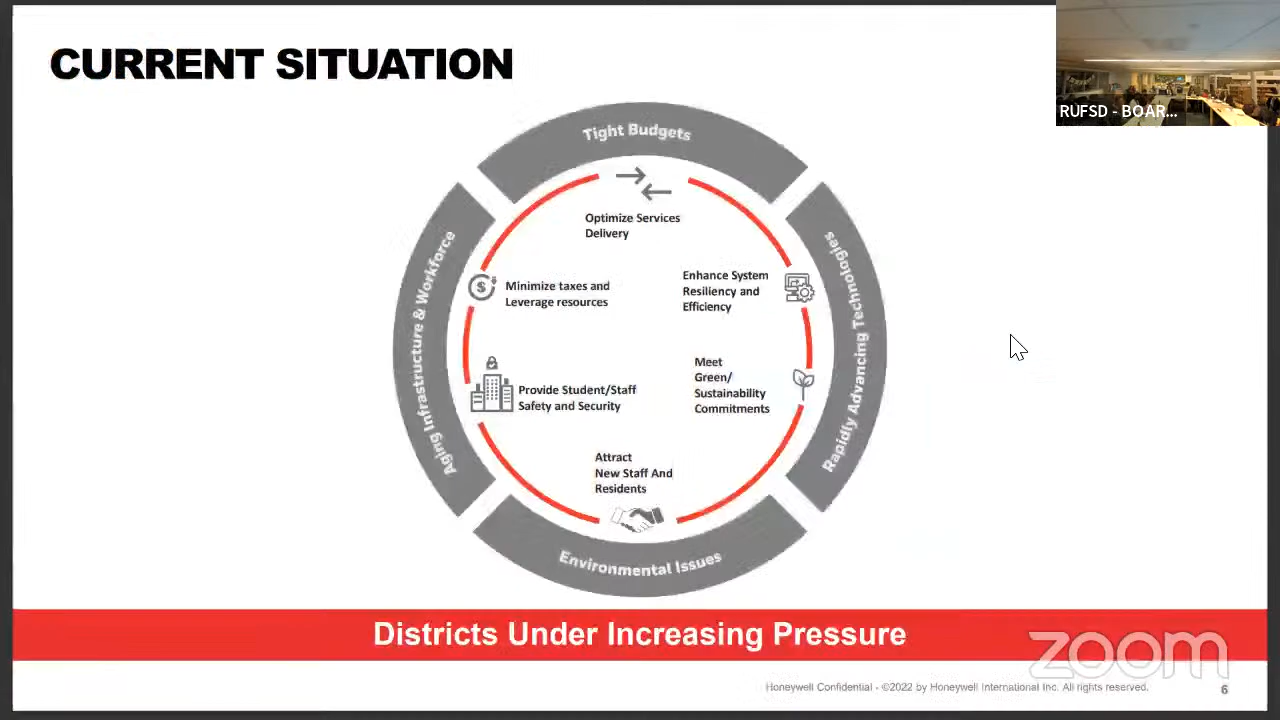 CURRENT SITUATION
RUFSD - BOAR...
Tight Budgets
Optimize Services
Delivery
Minimize taxes and
Leverage resources
Enhance System
Resiliency and
Efficiency
Aging Infrastructure & Workforce
Rapidly Advancing Technologies
Meet
Green/
Sustainability
Commitments
Provide Student/Staff
Safety and Security
Attract
New Staff And
Residents
Environmental Issues
Districts Under Increasing Pressure
zoom
Honeywell Confidential - ©2022 by Honeywell International Inc. All rights reserved.
6